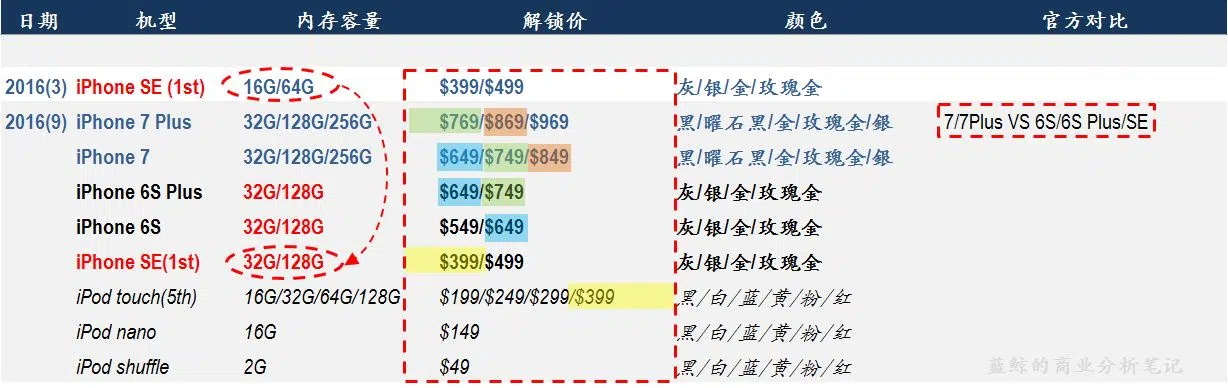 日期 机型 内存容量 解锁价 颜色 官方对比
2016(3) iPhone SE (1st) 16G/64G $399/$499 灰/银/金/玫瑰金
2016(9) iPhone 7 Plus 32G/128G/256G $769/$869/$969 黑/曜石黑/金/玫瑰金/银 7/7Plus VS 6S/6S Plus/SE
iPhone 7 32G/128G/256G $649/$749/$849 黑/曜石黑/金/玫瑰金/银
iPhone 6S Plus 32G/128G $649/$749 灰/银/金/玫瑰金
iPhone 6S 32G/128G $549/$649 灰/银/金/玫瑰金
iPhone SE(1st) 32G/128G $399/$499 灰/银/金/玫瑰金
iPod touch(5th) 16G/32G/64G/128G $199/$249/$299/$399 黑/白/蓝/黄/粉/红
iPod nano 16G $149 黑/白/蓝/黄/粉/红
iPod shuffle 2G $49 黑/白/蓝/黄/粉/红
蓝鲸的商业分析笔记